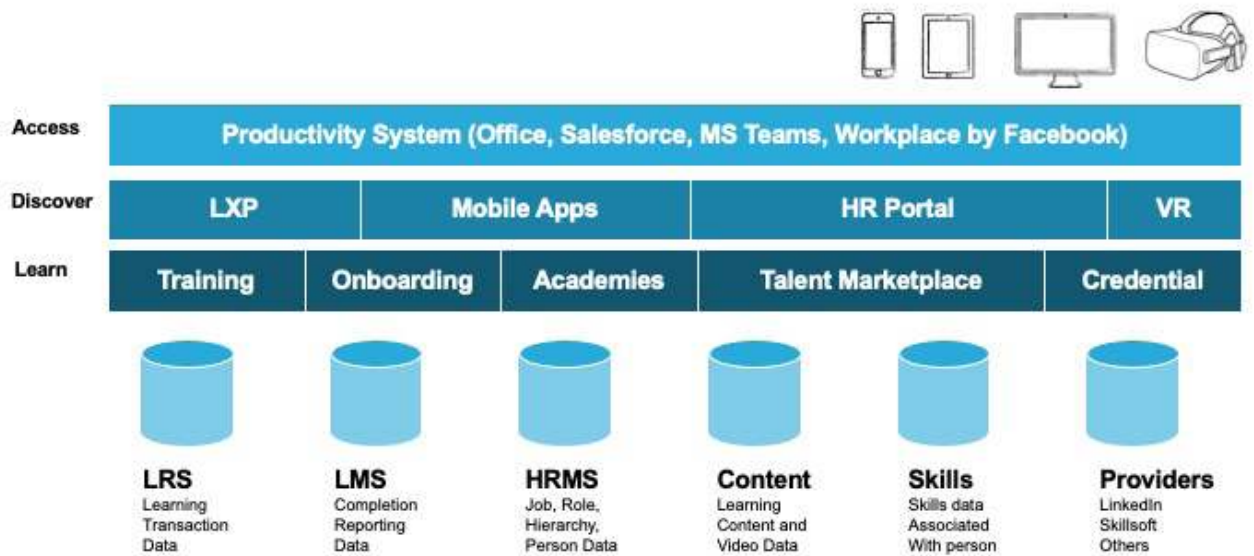 Access
Productivity System (Office, Salesforce, MS Teams, Workplace by Facebook)
Discover
LXP
Mobile Apps
HR Portal
VR
Learn
Training
Onboarding
Academies
Talent Marketplace
Credential
LRS
Learning
Transaction
Data
LMS
Completion
Reporting
Data
HRMS
Job, Role,
Hierarchy,
Person Data
Content
Learning
Content and
Video Data
Skills
Skills data
Associated
With person
Providers
LinkedIn
Skillsoft
Others